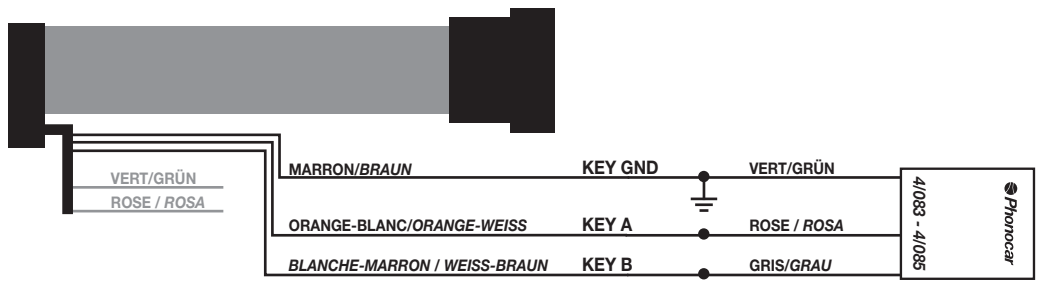 MARRON/BRAUN KEY GND VERT/GRÜN
VERT/GRÜN
ROSE / ROSA
ORANGE-BLANC/ORANGE-WEISS KEY A ROSE / ROSA
BLANCHE-MARRON / WEISS-BRAUN KEY B GRIS/GRAU
Phonocar
4/083 - 4/085